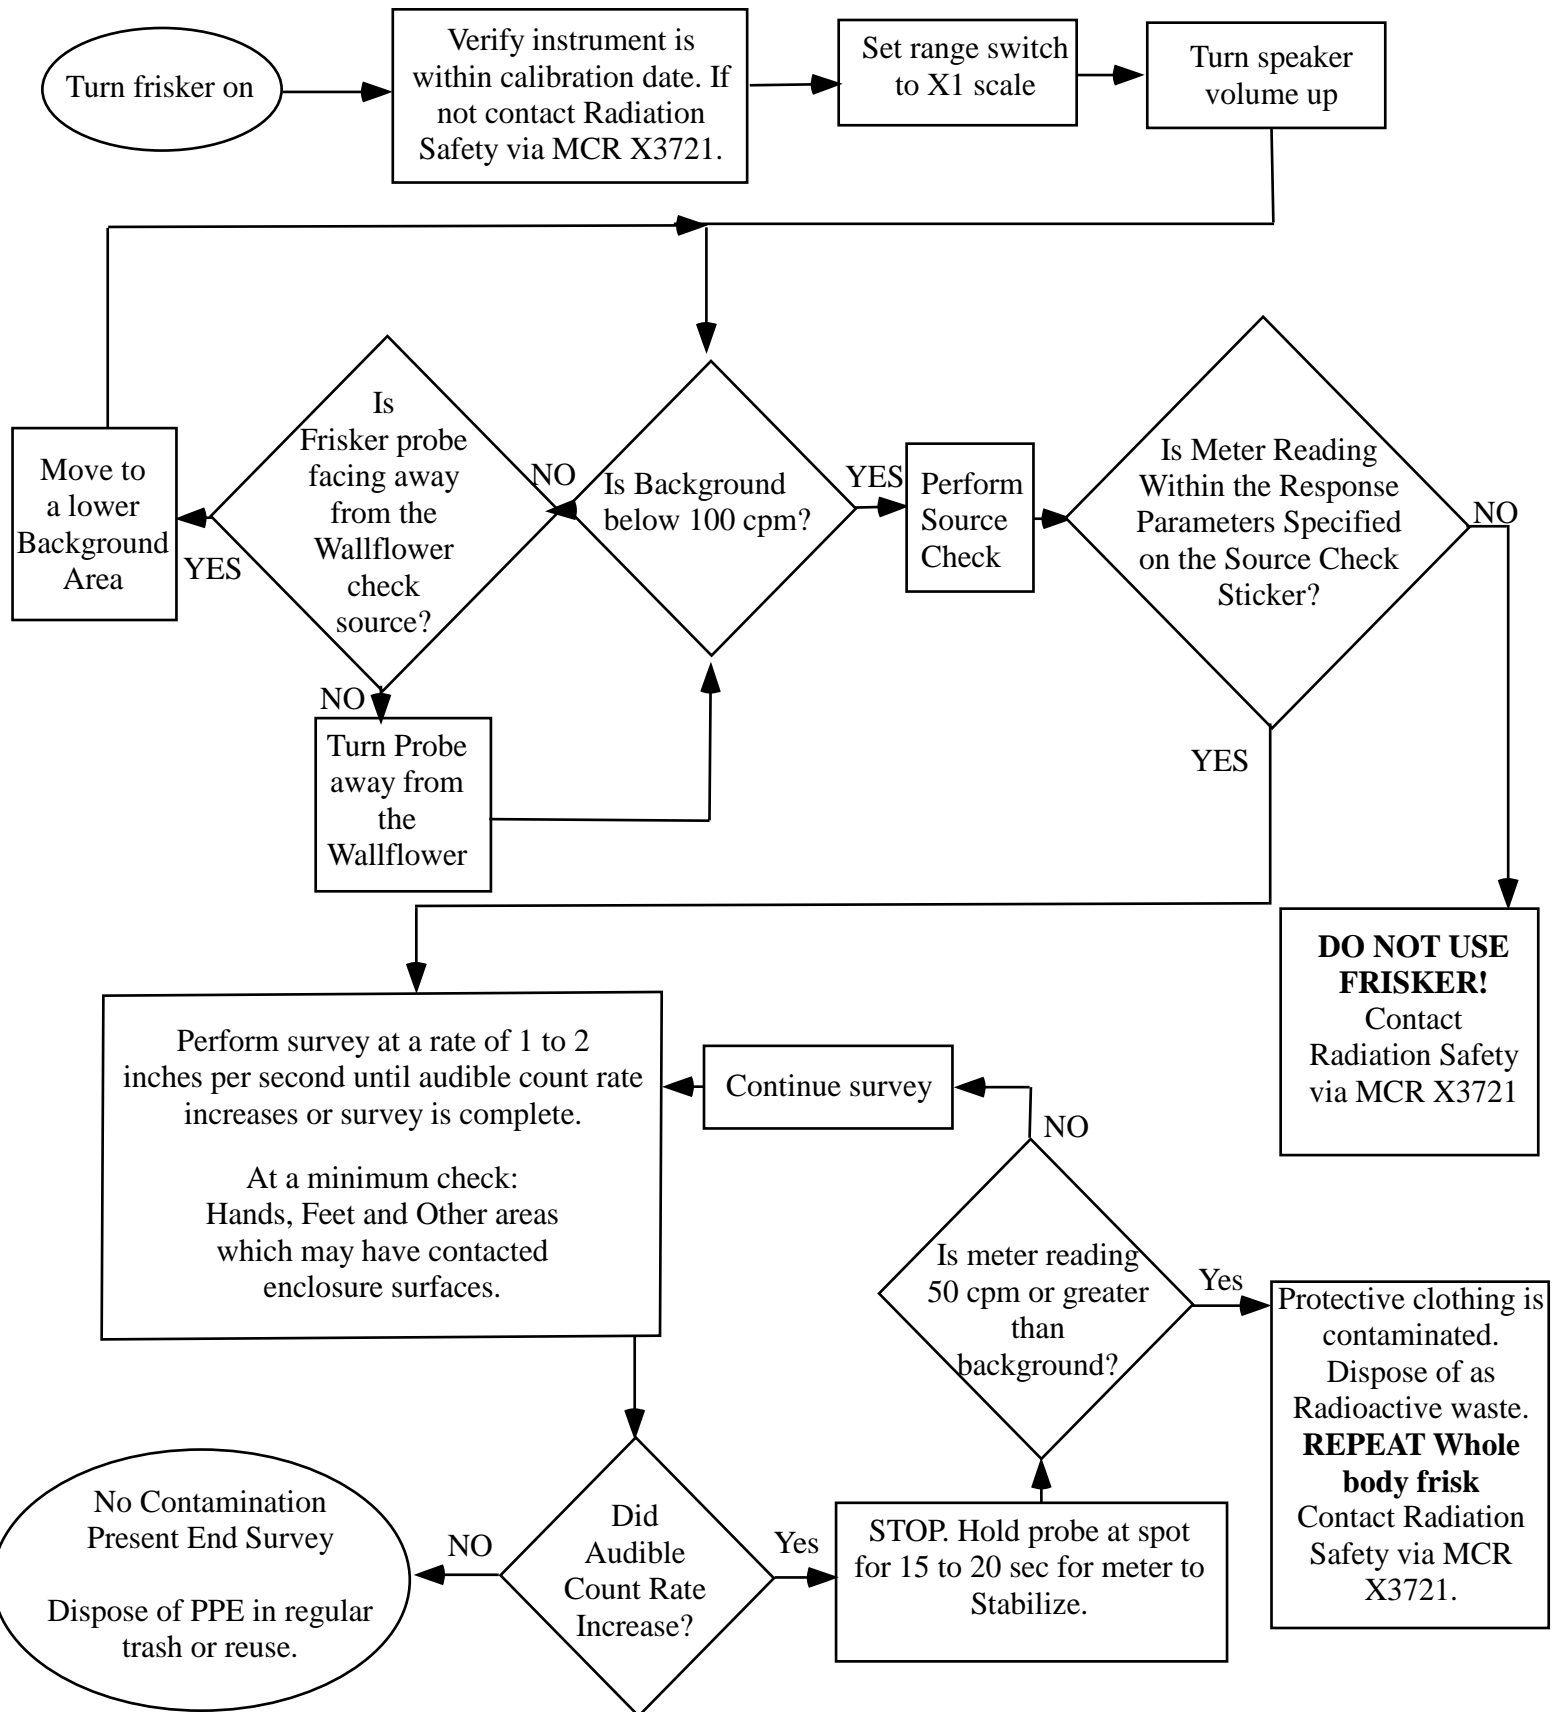 Turn frisker on
Verify instrument is
within calibration date. If
not contact Radiation
Safety via MCR X3721.
Set range switch
to X1 scale
Turn speaker
volume up
Move to
a lower
Background
Area
YES
Is
Frisker probe
facing away
from the
Wallflower
check
source?
NO
Is Background
below 100 cpm?
YES
Perform
Source
Check
Is Meter Reading
Within the Response
Parameters Specified
on the Source Check
Sticker?
NO
NO
Turn Probe
away from
the
Wallflower
YES
DO NOT USE
FRISKER!
Contact
Radiation Safety
via MCR X3721
Perform survey at a rate of 1 to 2
inches per second until audible count rate
increases or survey is complete.
At a minimum check:
Hands, Feet and Other areas
which may have contacted
enclosure surfaces.
Continue survey
NO
Is meter reading
50 cpm or greater
than
background?
Yes
Protective clothing is
contaminated.
Dispose of as
Radioactive waste.
REPEAT Whole
body frisk
Contact Radiation
Safety via MCR
X3721.
No Contamination
Present End Survey
Dispose of PPE in regular
trash or reuse.
NO
Did
Audible
Count Rate
Increase?
Yes
STOP. Hold probe at spot
for 15 to 20 sec for meter to
Stabilize.